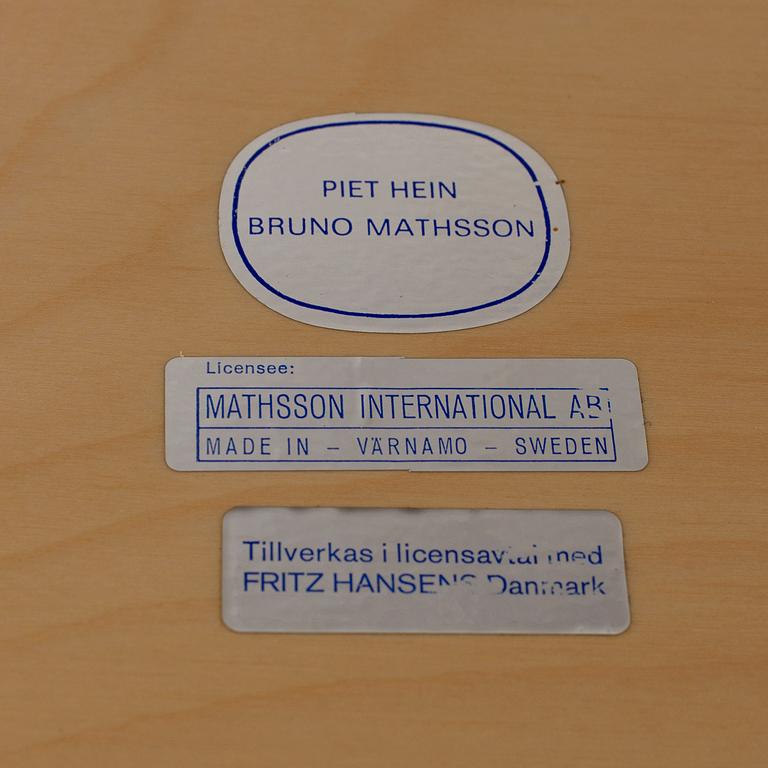 PIET HEIN
BRUNO MATHSSON
Licensee:
MATHSSON INTERNATIONAL AB
MADE IN – VÄRNAMO – SWEDEN
Tillverkas i licensavtal med
FRITZ HANSENS Danmark